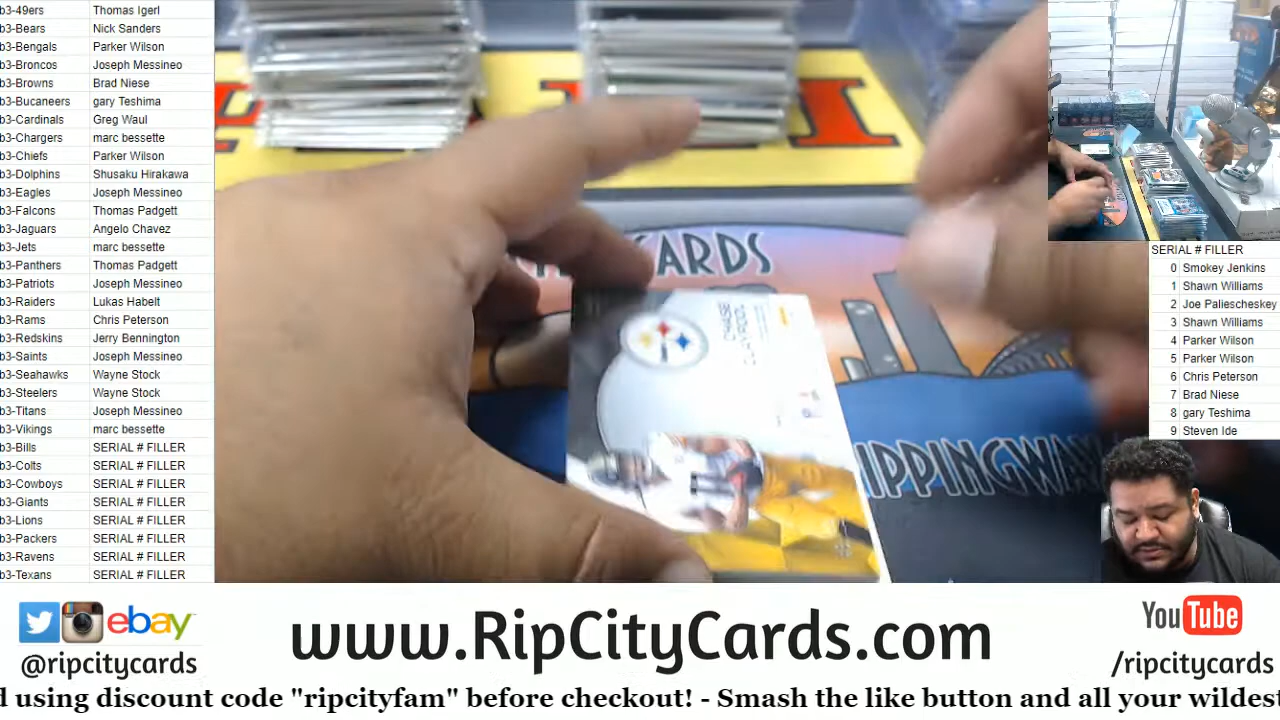 b3-49ers Thomas Igerl
b3-Bears Nick Sanders
b3-Bengals Parker Wilson
b3-Broncos Joseph Messineo
b3-Browns Brad Niese
b3-Bucaneers gary Teshima
b3-Cardinals Greg Waul
b3-Chargers marc bessette
b3-Chiefs Parker Wilson
b3-Dolphins Shusaku Hirakawa
b3-Eagles Joseph Messineo
b3-Falcons Thomas Padgett
b3-Jaguars Angelo Chavez
b3-Jets marc bessette
b3-Panthers Thomas Padgett
b3-Patriots Joseph Messineo
b3-Raiders Lukas Habelt
b3-Rams Chris Peterson
b3-Redskins Jerry Bennington
b3-Saints Joseph Messineo
b3-Seahawks Wayne Stock
b3-Steelers Wayne Stock
b3-Titans Joseph Messineo
b3-Vikings marc bessette
b3-Bills SERIAL # FILLER
b3-Colts SERIAL # FILLER
b3-Cowboys SERIAL # FILLER
b3-Giants SERIAL # FILLER
b3-Lions SERIAL # FILLER
b3-Packers SERIAL # FILLER
b3-Ravens SERIAL # FILLER
b3-Texans SERIAL # FILLER
CARDS
CHASE
CLAYPOOL
RIPPINGWAX
SERIAL # FILLER
0 Smokey Jenkins
1 Shawn Williams
2 Joe Paliescheskey
3 Shawn Williams
4 Parker Wilson
5 Parker Wilson
6 Chris Peterson
7 Brad Niese
8 gary Teshima
9 Steven Ide
ebay
@ripcitycards
www.RipCityCards.com
YouTube
/ripcitycards
d using discount code "ripcityfam" before checkout! - Smash the like button and all your wildest